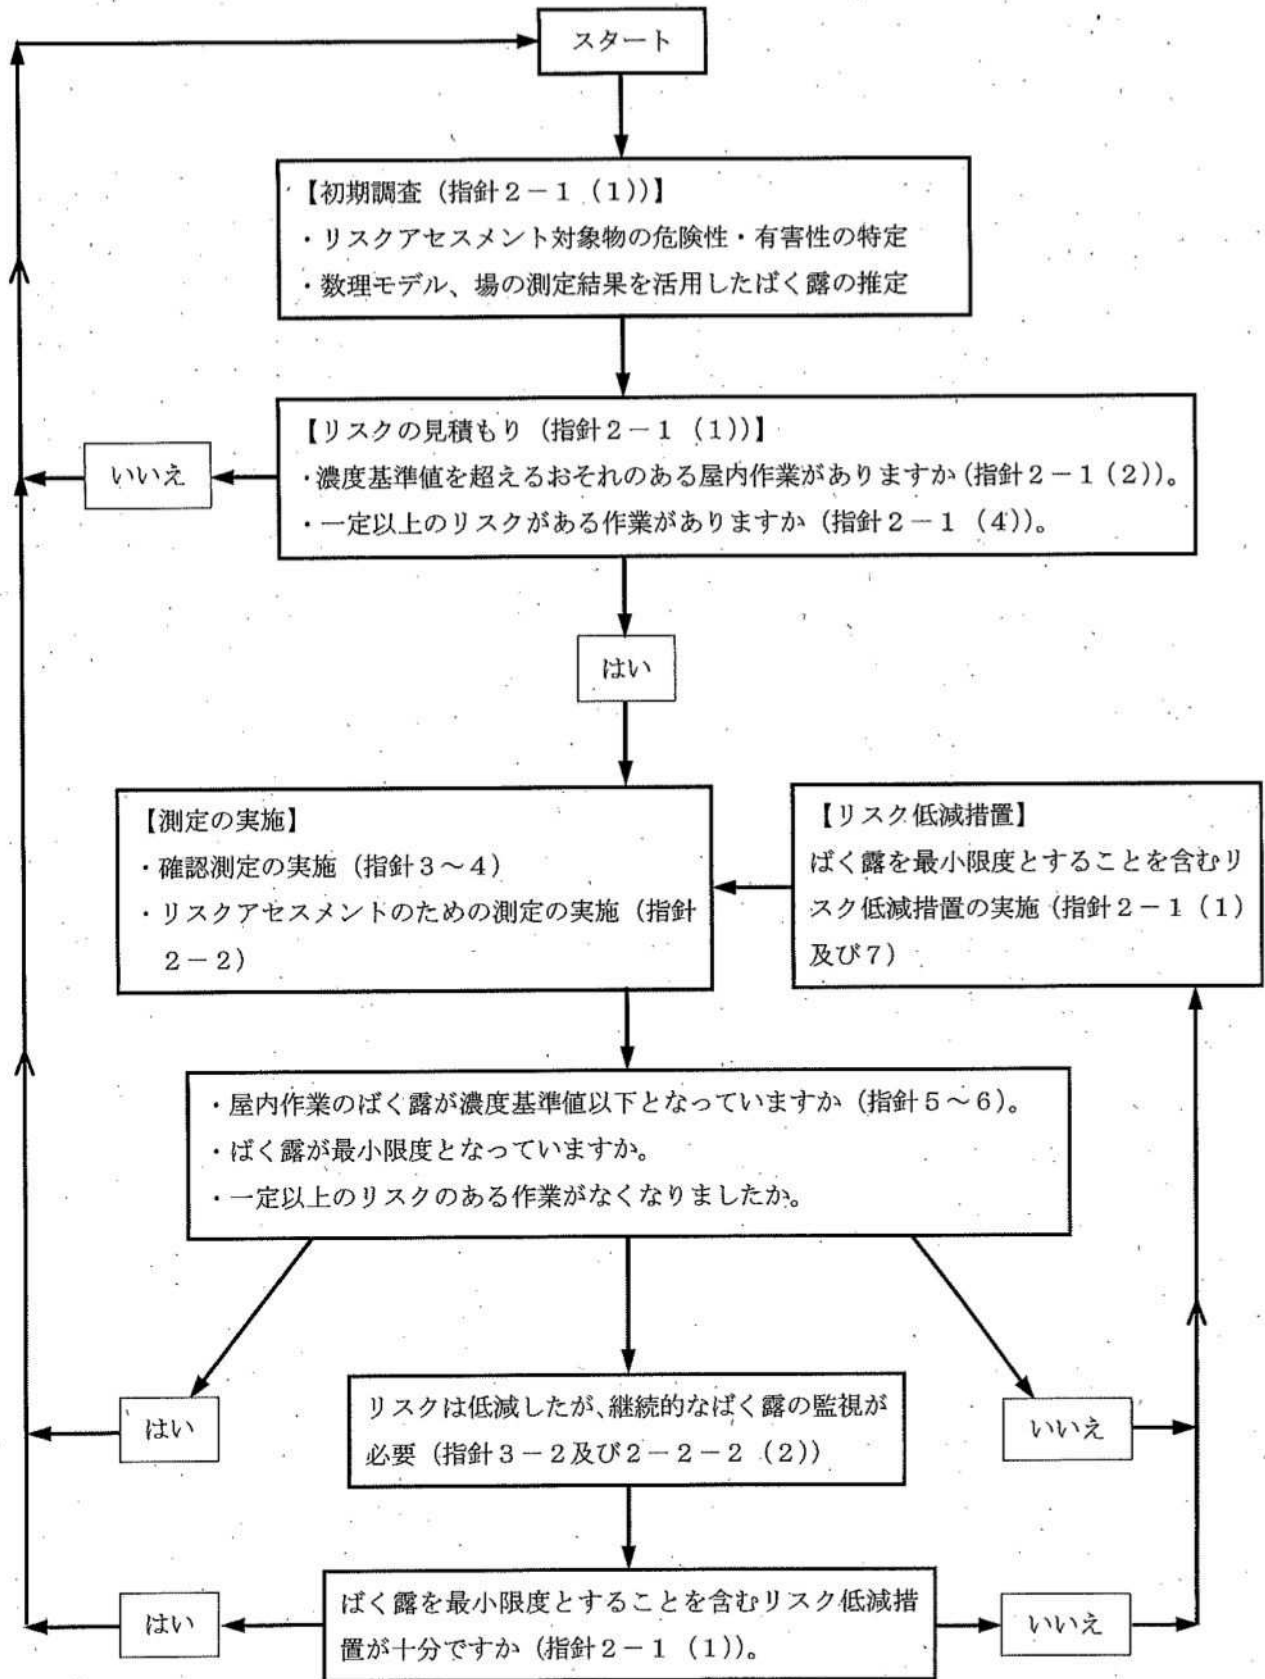 スタート
【初期調査（指針２－１（１））】
・リスクアセスメント対象物の危険性・有害性の特定
・数理モデル、場の測定結果を活用したばく露の推定
【リスクの見積もり（指針２－１（１））】
・濃度基準値を超えるおそれのある屋内作業がありますか（指針２－１（２））。
・一定以上のリスクがある作業がありますか（指針２－１（４））。
いいえ
はい
【測定の実施】
・確認測定の実施（指針３～４）
・リスクアセスメントのための測定の実施（指針
２－２）
【リスク低減措置】
ばく露を最小限度とすることを含むリ
スク低減措置の実施（指針２－１（１）
及び７）
・屋内作業のばく露が濃度基準値以下となっていますか（指針５～６）。
・ばく露が最小限度となっていますか。
・一定以上のリスクのある作業がなくなりましたか。
はい
リスクは低減したが、継続的なばく露の監視が
必要（指針３－２及び２－２－２（２））
いいえ
はい
ばく露を最小限度とすることを含むリスク低減措
置が十分ですか（指針２－１（１））。
いいえ